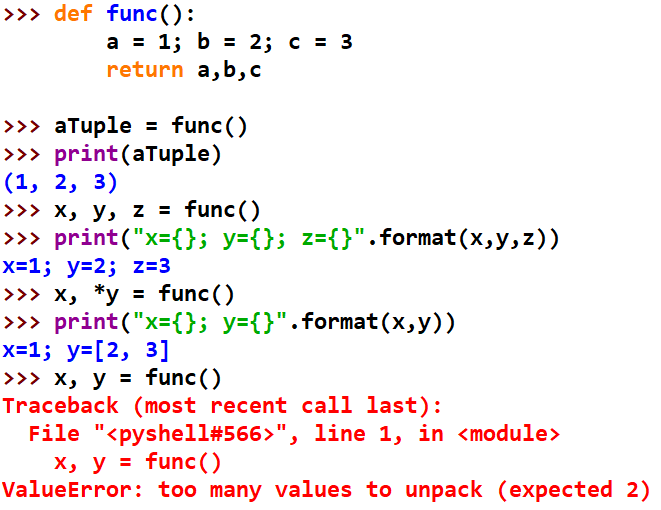 >>> def func():
        a = 1; b = 2; c = 3
        return a,b,c

>>> aTuple = func()
>>> print(aTuple)
(1, 2, 3)
>>> x, y, z = func()
>>> print("x={}; y={}; z={}".format(x,y,z))
x=1; y=2; z=3
>>> x, *y = func()
>>> print("x={}; y={}".format(x,y))
x=1; y=[2, 3]
>>> x, y = func()
Traceback (most recent call last):
  File "<pyshell#566>", line 1, in <module>
    x, y = func()
ValueError: too many values to unpack (expected 2)